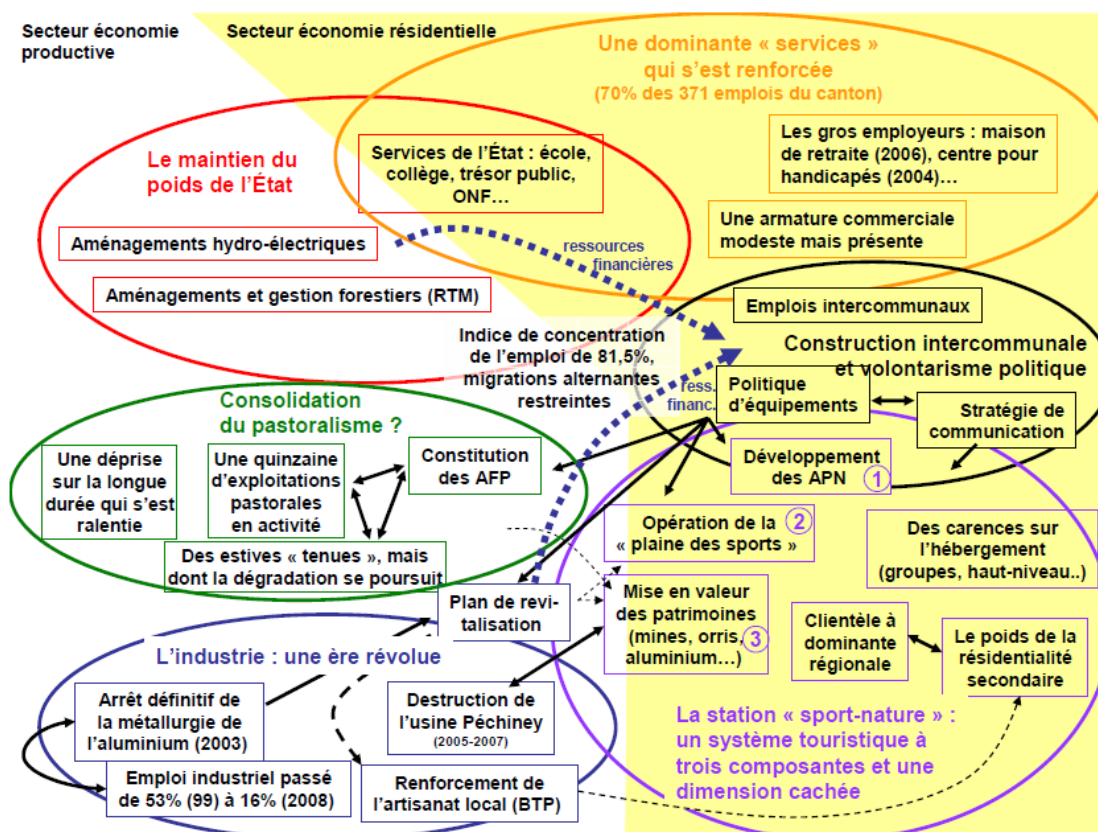 Secteur économie
productive
Secteur économie résidentielle
Une dominante « services »
qui s'est renforcée
(70% des 371 emplois du canton)
Le maintien du
poids de l'État
Services de l'État : école,
collège, trésor public,
ONF…
Les gros employeurs : maison
de retraite (2006), centre pour
handicapés (2004)…
Une armature commerciale
modeste mais présente
Aménagements hydro-électriques
ressources
financières
Aménagements et gestion forestiers (RTM)
Emplois intercommunaux
Indice de concentration
de l'emploi de 81,5%,
migrations alternantes
restreintes
Construction intercommunale
et volontarisme politique
ress.
financ.
Politique
d'équipements
Stratégie de
communication
Développement
des APN 1
Consolidation
du pastoralisme ?
Une déprise
sur la longue
durée qui s'est
ralentie
Une quinzaine
d'exploitations
pastorales
en activité
Constitution
des AFP
Des estives « tenues », mais
dont la dégradation se poursuit
Opération de la 2
« plaine des sports »
Des carences sur
l'hébergement
(groupes, haut-niveau..)
Plan de revi-
talisation
Mise en valeur
des patrimoines
(mines, orris,
aluminium…) 3
Clientèle à
dominante
régionale
Le poids de la
résidentialité
secondaire
L'industrie : une ère révolue
Arrêt définitif de
la métallurgie de
l'aluminium (2003)
Destruction de
l'usine Péchiney
(2005-2007)
Emploi industriel passé
de 53% (99) à 16% (2008)
Renforcement de
l'artisanat local (BTP)
La station « sport-nature » :
un système touristique à
trois composantes et une
dimension cachée